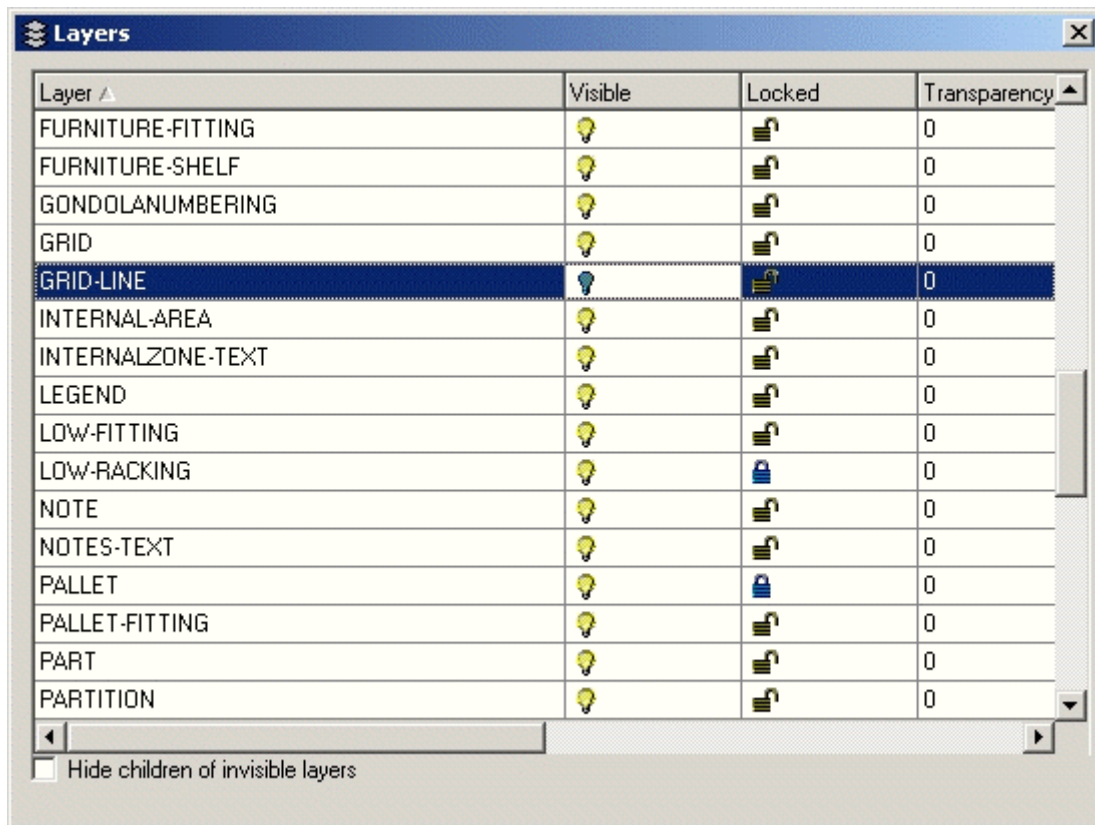 Layers
Layer Visible Locked Transparency
FURNITURE-FITTING 0
FURNITURE-SHELF 0
GONDOLANUMBERING 0
GRID 0
GRID-LINE 0
INTERNAL-AREA 0
INTERNALZONE-TEXT 0
LEGEND 0
LOW-FITTING 0
LOW-RACKING 0
NOTE 0
NOTES-TEXT 0
PALLET 0
PALLET-FITTING 0
PART 0
PARTITION 0
Hide children of invisible layers